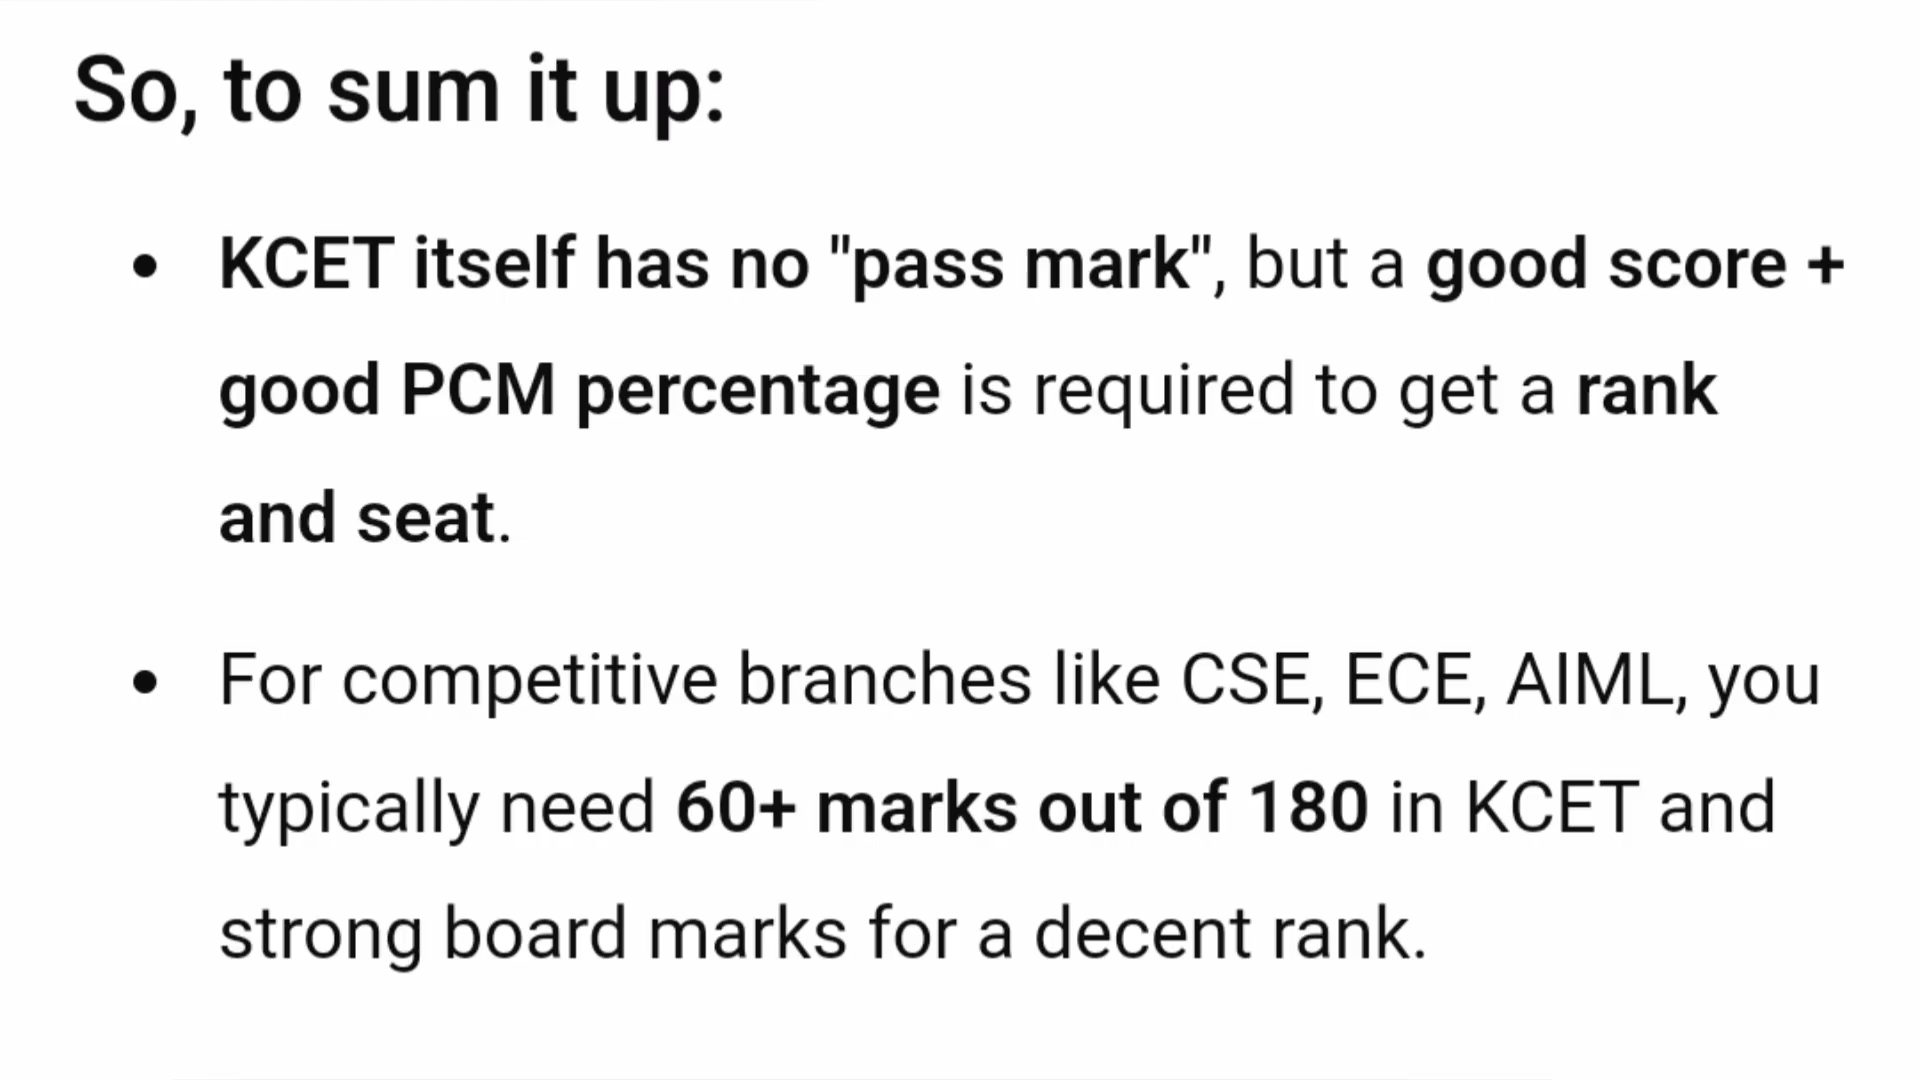 So, to sum it up:
• KCET itself has no "pass mark", but a good score +
good PCM percentage is required to get a rank
and seat.
• For competitive branches like CSE, ECE, AIML, you
typically need 60+ marks out of 180 in KCET and
strong board marks for a decent rank.